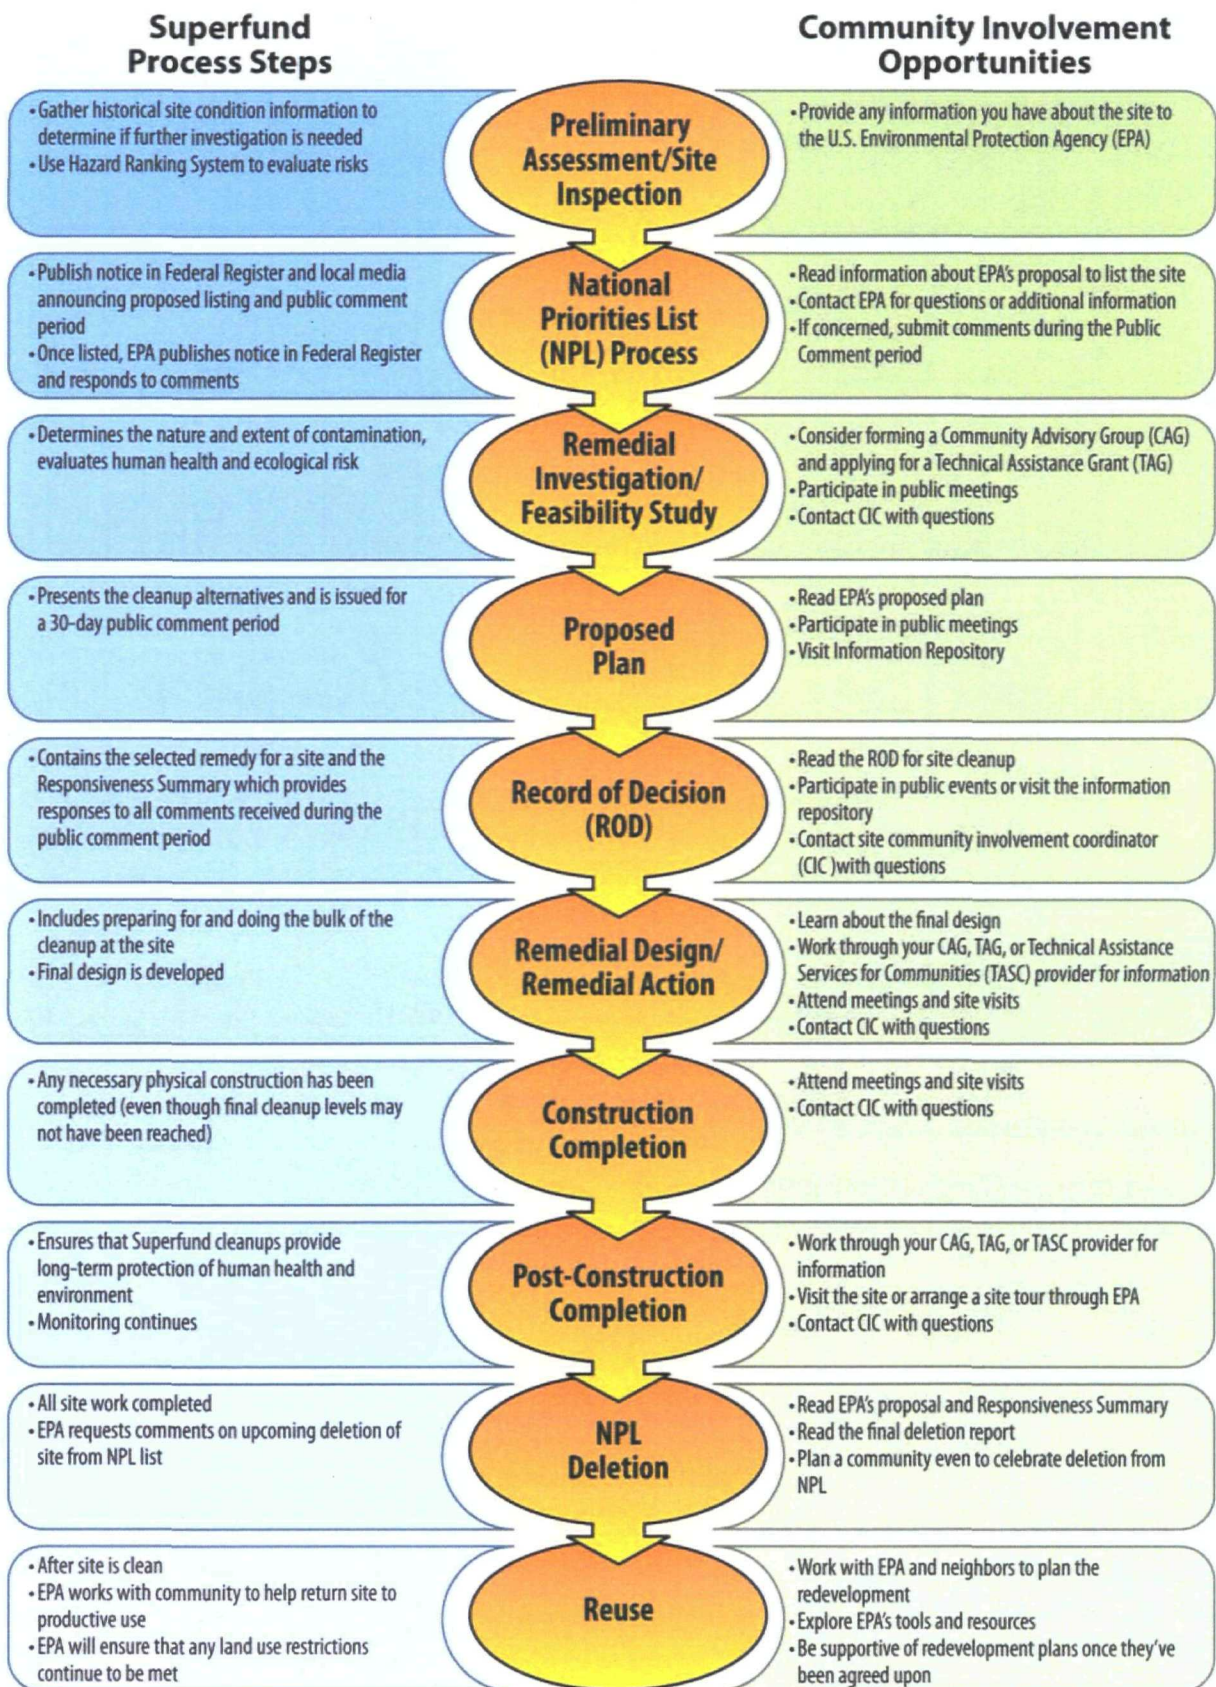 Superfund
Process Steps
Community Involvement
Opportunities
• Gather historical site condition information to
determine if further investigation is needed
• Use Hazard Ranking System to evaluate risks
Preliminary
Assessment/Site
Inspection
• Provide any information you have about the site to
the U.S. Environmental Protection Agency (EPA)
• Publish notice in Federal Register and local media
announcing proposed listing and public comment
period
• Once listed, EPA publishes notice in Federal Register
and responds to comments
National
Priorities List
(NPL) Process
• Read information about EPA's proposal to list the site
• Contact EPA for questions or additional information
• If concerned, submit comments during the Public
Comment period
• Determines the nature and extent of contamination,
evaluates human health and ecological risk
Remedial
Investigation/
Feasibility Study
• Consider forming a Community Advisory Group (CAG)
and applying for a Technical Assistance Grant (TAG)
• Participate in public meetings
• Contact CIC with questions
• Presents the cleanup alternatives and is issued for
a 30-day public comment period
Proposed
Plan
• Read EPA's proposed plan
• Participate in public meetings
• Visit Information Repository
• Contains the selected remedy for a site and the
Responsiveness Summary which provides
responses to all comments received during the
public comment period
Record of Decision
(ROD)
• Read the ROD for site cleanup
• Participate in public events or visit the information
repository
• Contact site community involvement coordinator
(CIC )with questions
• Includes preparing for and doing the bulk of the
cleanup at the site
• Final design is developed
Remedial Design/
Remedial Action
• Learn about the final design
• Work through your CAG, TAG, or Technical Assistance
Services for Communities (TASC) provider for information
• Attend meetings and site visits
• Contact CIC with questions
• Any necessary physical construction has been
completed (even though final cleanup levels may
not have been reached)
Construction
Completion
• Attend meetings and site visits
• Contact CIC with questions
• Ensures that Superfund cleanups provide
long-term protection of human health and
environment
• Monitoring continues
Post-Construction
Completion
• Work through your CAG, TAG, or TASC provider for
information
• Visit the site or arrange a site tour through EPA
• Contact CIC with questions
• All site work completed
• EPA requests comments on upcoming deletion of
site from NPL list
NPL
Deletion
• Read EPA's proposal and Responsiveness Summary
• Read the final deletion report
• Plan a community even to celebrate deletion from
NPL
• After site is clean
• EPA works with community to help return site to
productive use
• EPA will ensure that any land use restrictions
continue to be met
Reuse
• Work with EPA and neighbors to plan the
redevelopment
• Explore EPA's tools and resources
• Be supportive of redevelopment plans once they've
been agreed upon